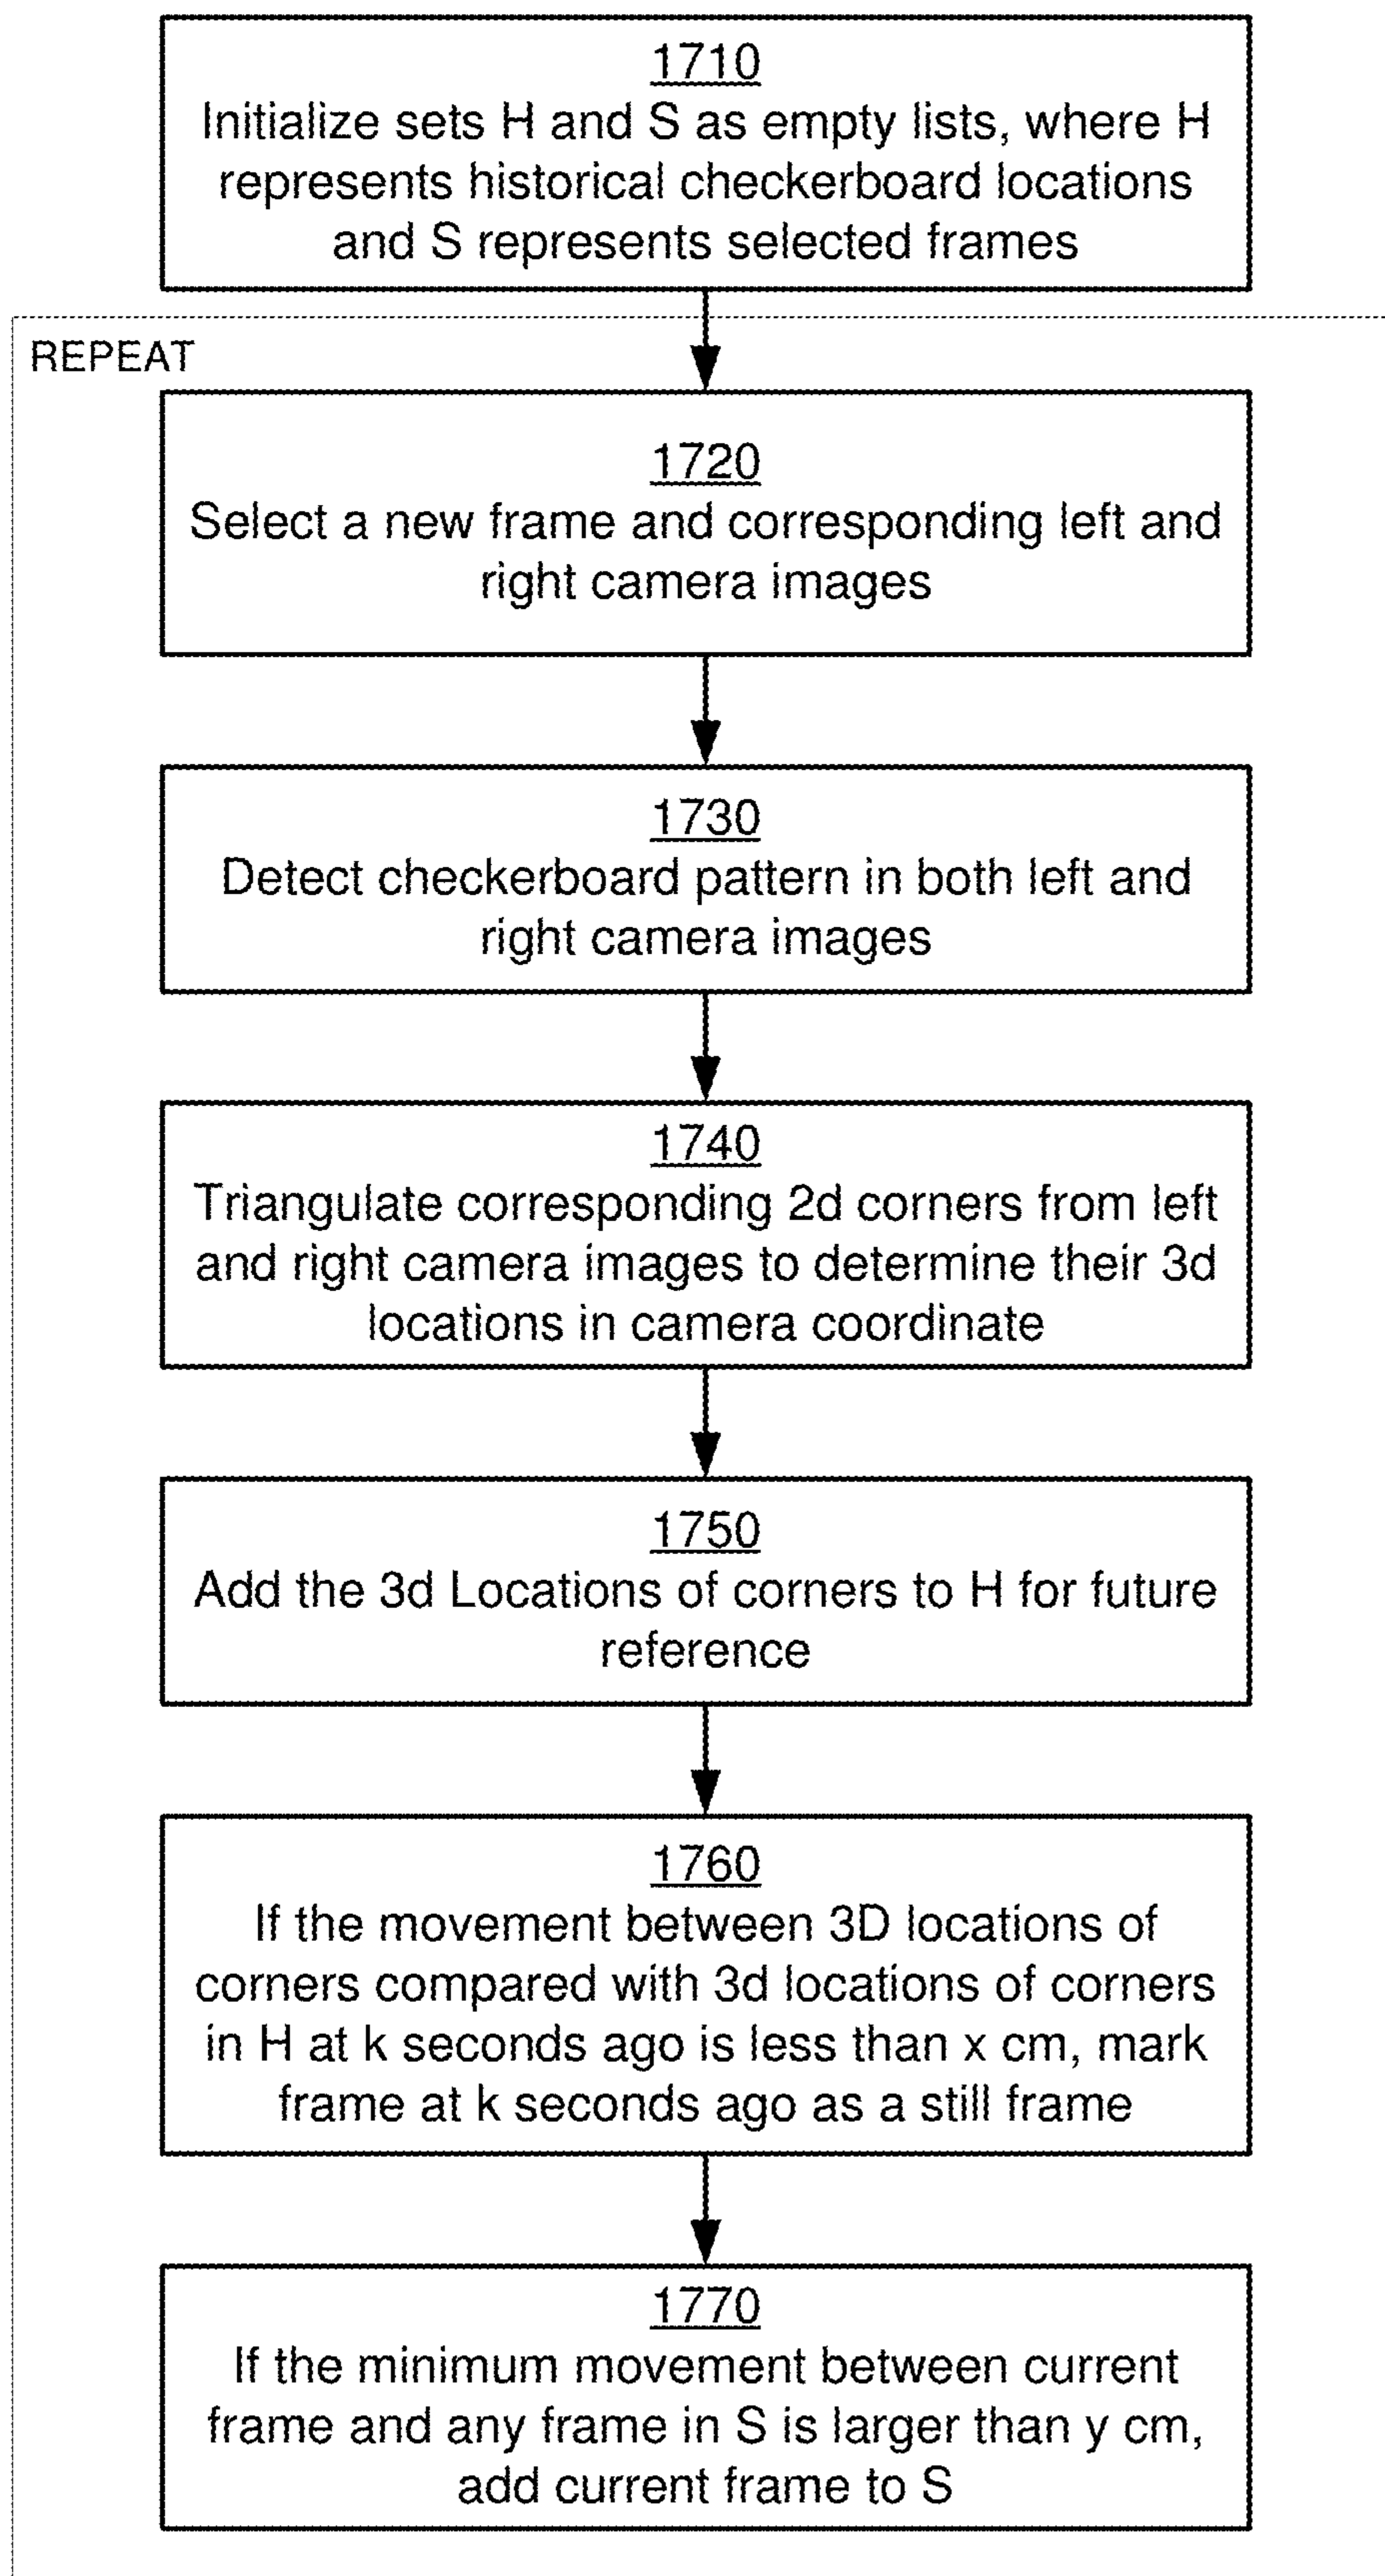 1710
Initialize sets H and S as empty lists, where H
represents historical checkerboard locations
and S represents selected frames
REPEAT
1720
Select a new frame and corresponding left and
right camera images
1730
Detect checkerboard pattern in both left and
right camera images
1740
Triangulate corresponding 2d corners from left
and right camera images to determine their 3d
locations in camera coordinate
1750
Add the 3d Locations of corners to H for future
reference
1760
If the movement between 3D locations of
corners compared with 3d locations of corners
in H at k seconds ago is less than x cm, mark
frame at k seconds ago as a still frame
1770
If the minimum movement between current
frame and any frame in S is larger than y cm,
add current frame to S